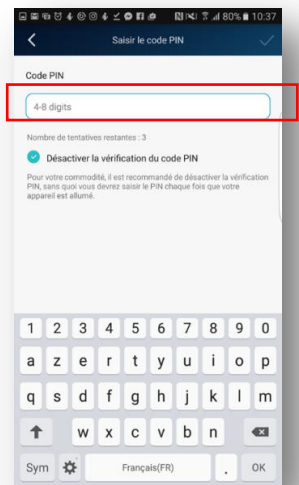 80% 10:37
Saisir le code PIN
Code PIN
4-8 digits
Nombre de tentatives restantes : 3
Désactiver la vérification du code PIN
Pour votre commodité, il est recommandé de désactiver la vérification
PIN, sans quoi vous devrez saisir le PIN chaque fois que votre
appareil est allumé.
1 2 3 4 5 6 7 8 9 0
a z e r t y u i o p
q s d f g h j k l m
w x c v b n
Sym Français(FR) . OK